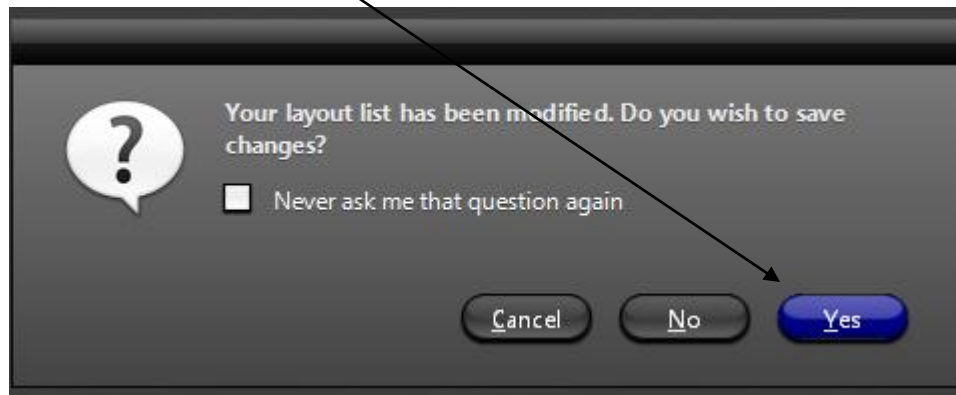 Your layout list has been modified. Do you wish to save
changes?
Never ask me that question again
Cancel No Yes